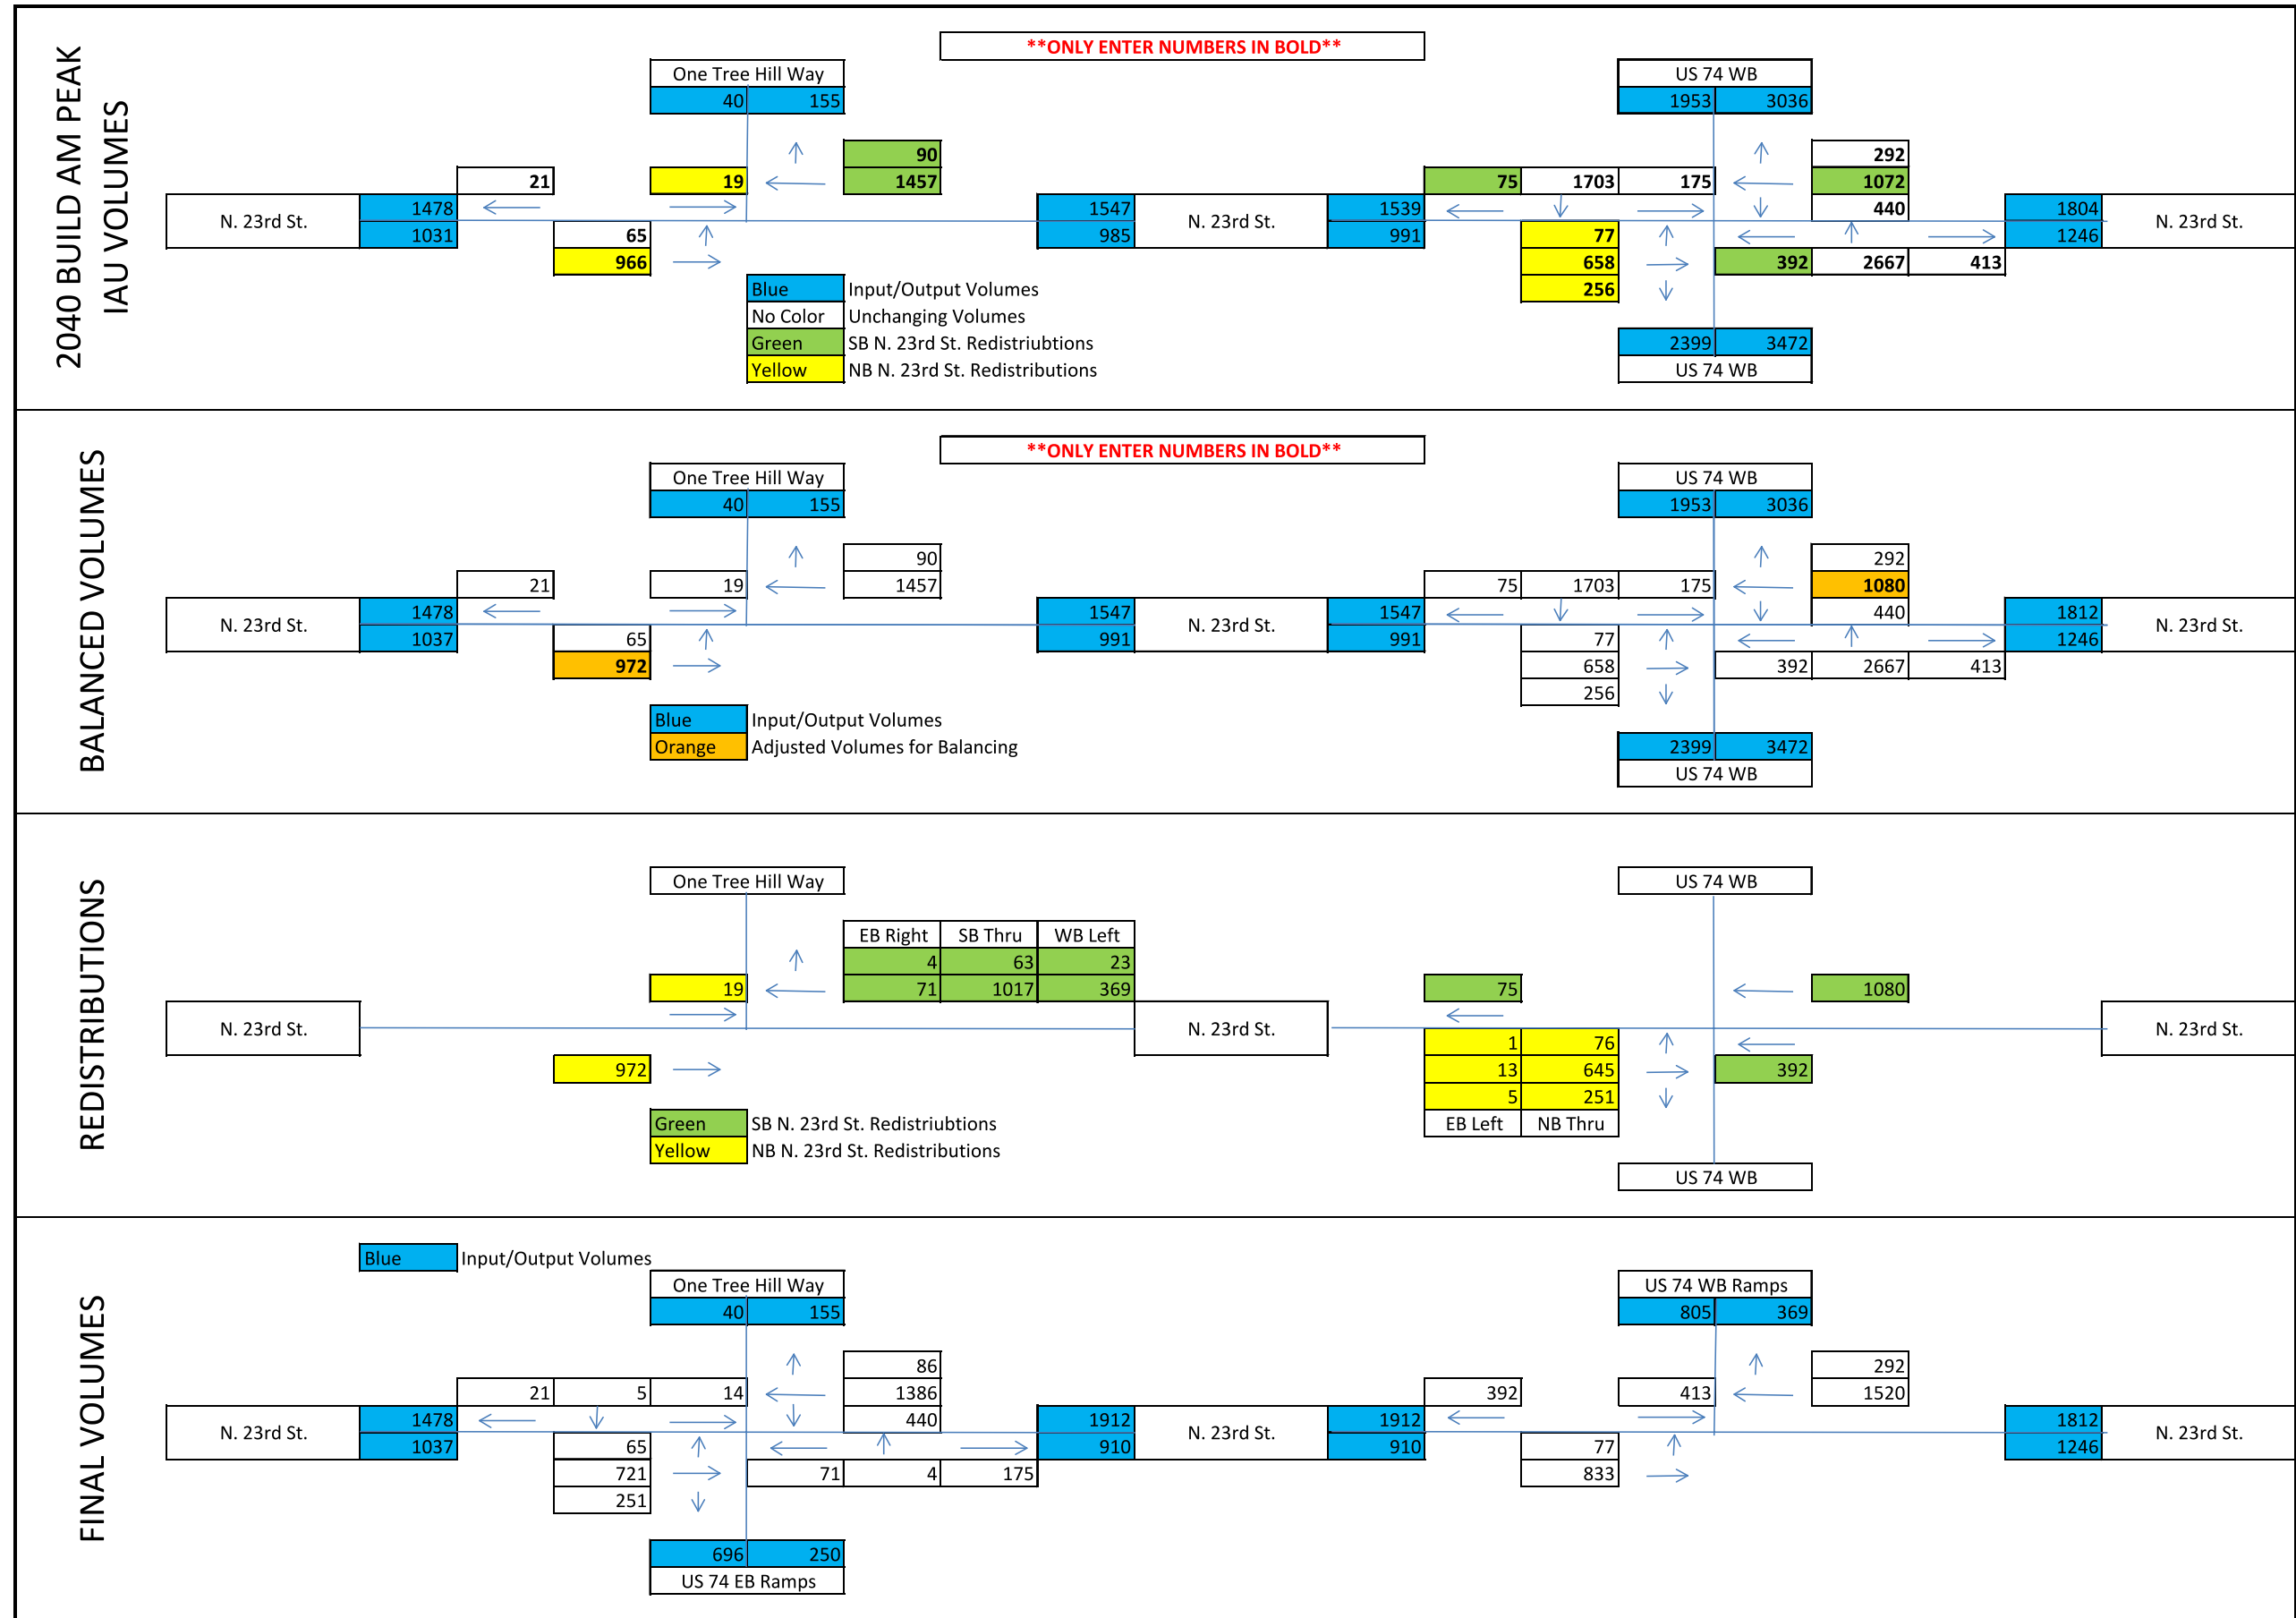 2040 BUILD AM PEAK
IAU VOLUMES
**ONLY ENTER NUMBERS IN BOLD**
One Tree Hill Way US 74 WB
40 155 1953 3036
90 292
21 19 1457 75 1703 175 1072
N. 23rd St. 1478 1547 N. 23rd St. 1539 440 1804 N. 23rd St.
1031 65 985 991 77 1246
966 658 392 2667 413
Blue Input/Output Volumes 256
No Color Unchanging Volumes
Green SB N. 23rd St. Redistriubtions 2399 3472
Yellow NB N. 23rd St. Redistributions US 74 WB
BALANCED VOLUMES
**ONLY ENTER NUMBERS IN BOLD**
One Tree Hill Way US 74 WB
40 155 1953 3036
90 292
21 19 1457 75 1703 175 1080
N. 23rd St. 1478 1547 N. 23rd St. 1547 440 1812 N. 23rd St.
1037 65 991 991 77 1246
972 658 392 2667 413
256
Blue Input/Output Volumes
Orange Adjusted Volumes for Balancing 2399 3472
US 74 WB
REDISTRIBUTIONS
One Tree Hill Way US 74 WB
EB Right SB Thru WB Left
4 63 23
19 71 1017 369 75 1080
N. 23rd St. N. 23rd St. N. 23rd St.
1 76
972 13 645 392
5 251
Green SB N. 23rd St. Redistriubtions EB Left NB Thru
Yellow NB N. 23rd St. Redistributions
US 74 WB
FINAL VOLUMES
Blue Input/Output Volumes
One Tree Hill Way US 74 WB Ramps
40 155 805 369
86 292
21 5 14 1386 392 413 1520
N. 23rd St. 1478 440 1912 N. 23rd St. 1912 1812 N. 23rd St.
1037 65 910 910 77 1246
721 71 4 175 833
251
696 250
US 74 EB Ramps